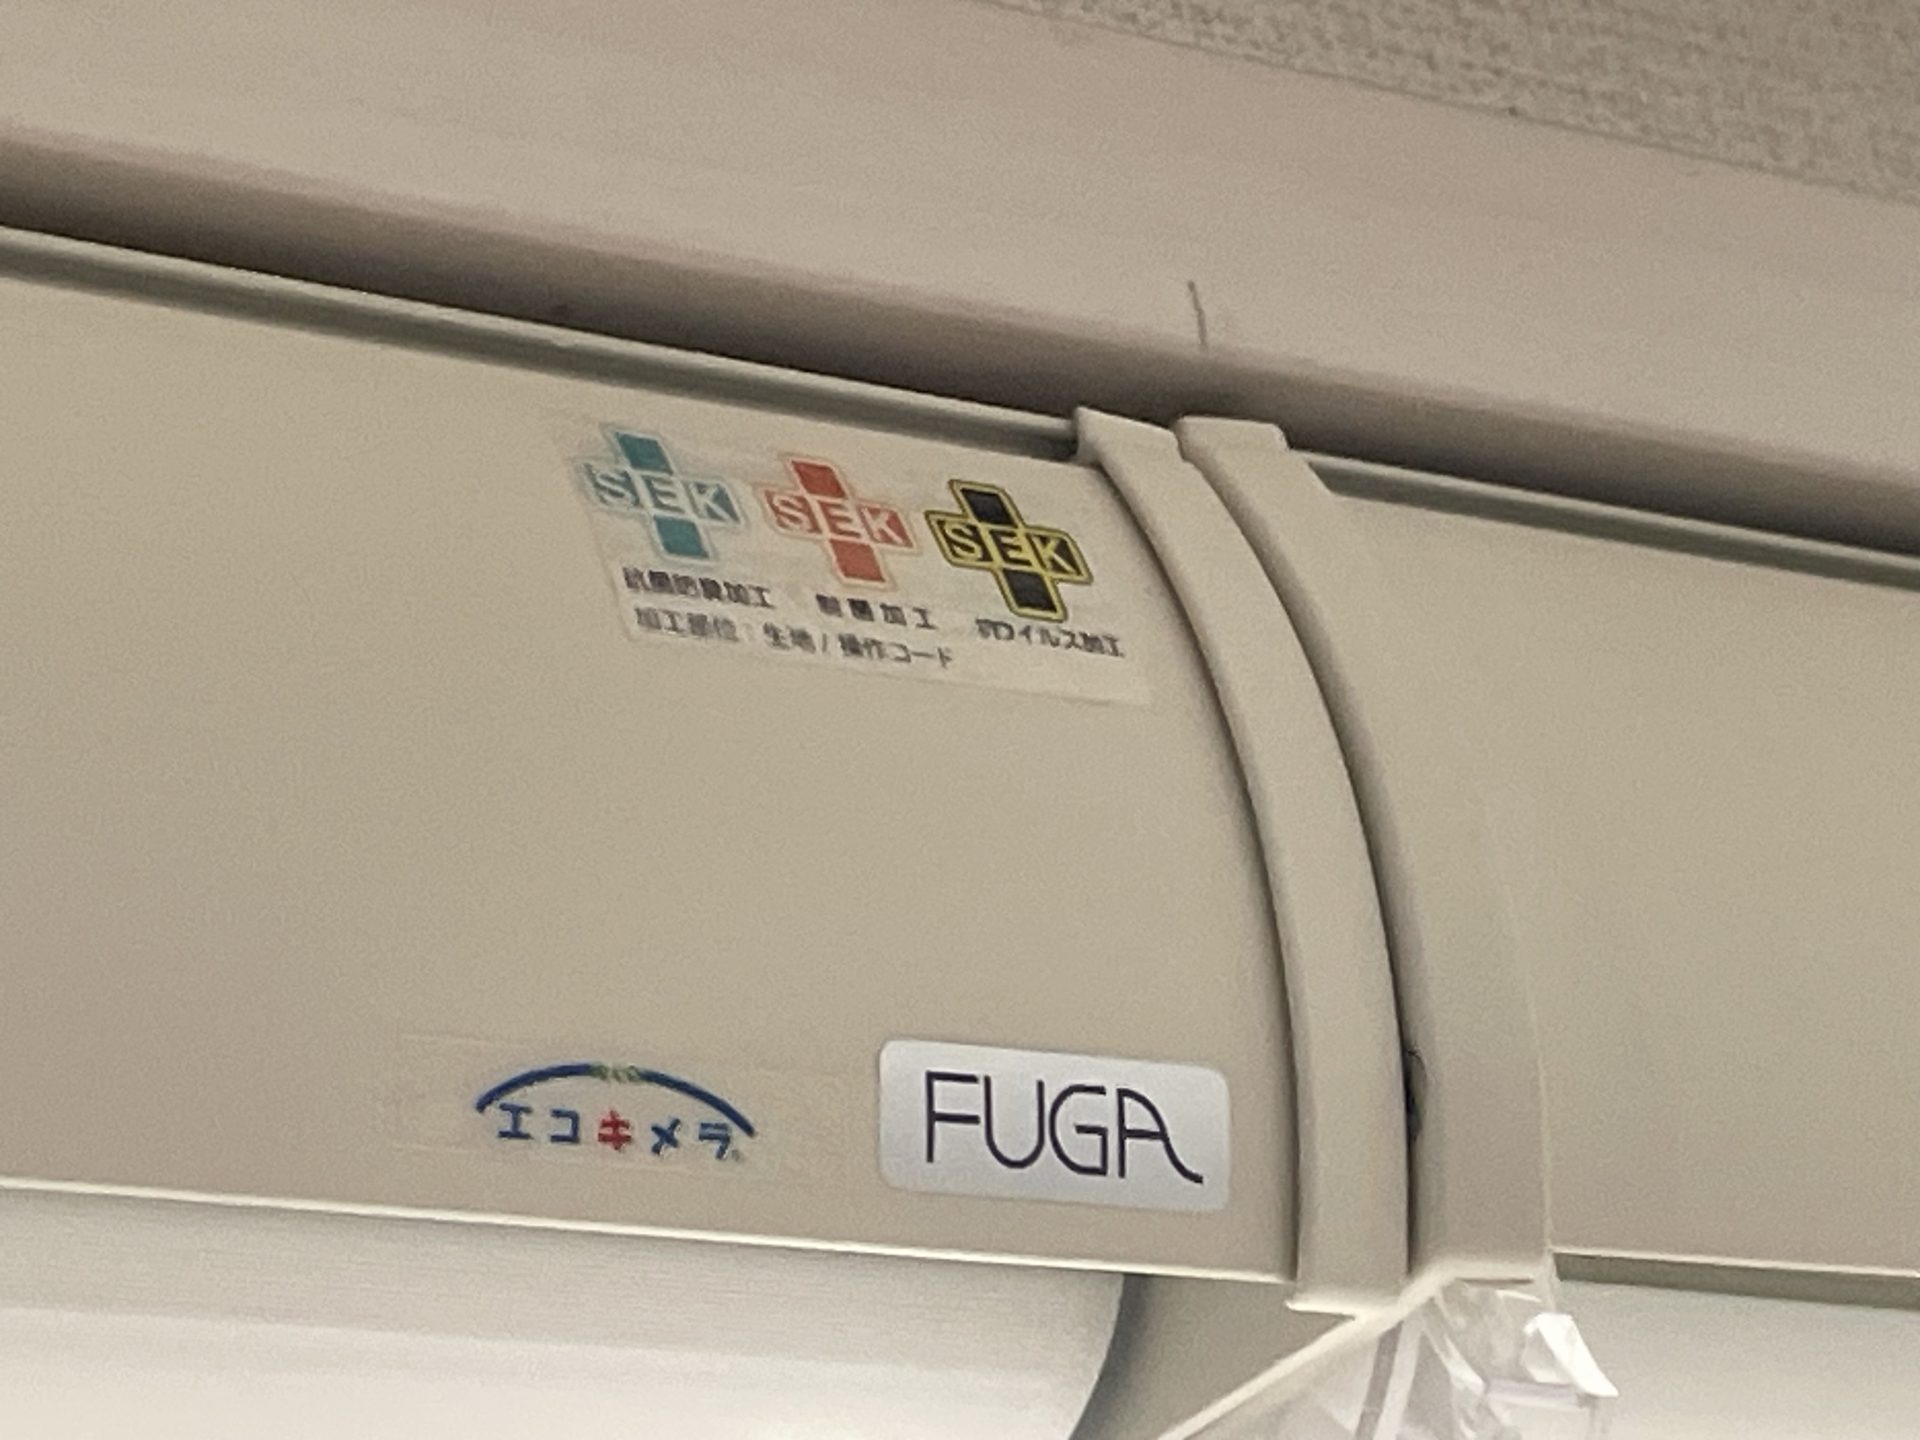 SEK SEK SEK
抗菌防臭加工 制菌加工 抗ウイルス加工
加工部位：生地/操作コード
エコキメラ
FUGA